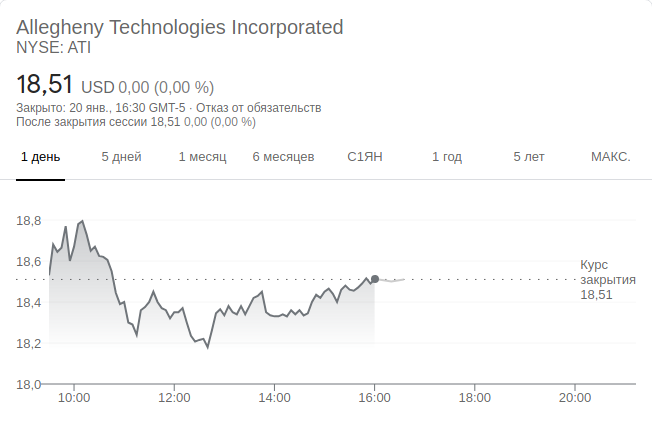 Allegheny Technologies Incorporated
NYSE: ATI
18,51 USD 0,00 (0,00 %)
Закрыто: 20 янв., 16:30 GMT-5 · Отказ от обязательств
После закрытия сессии 18,51 0,00 (0,00 %)
1 день 5 дней 1 месяц 6 месяцев С1ЯН 1 год 5 лет МАКС.
18,8
18,6
Курс
закрытия
18,51
18,4
18,2
18,0
10:00 12:00 14:00 16:00 18:00 20:00